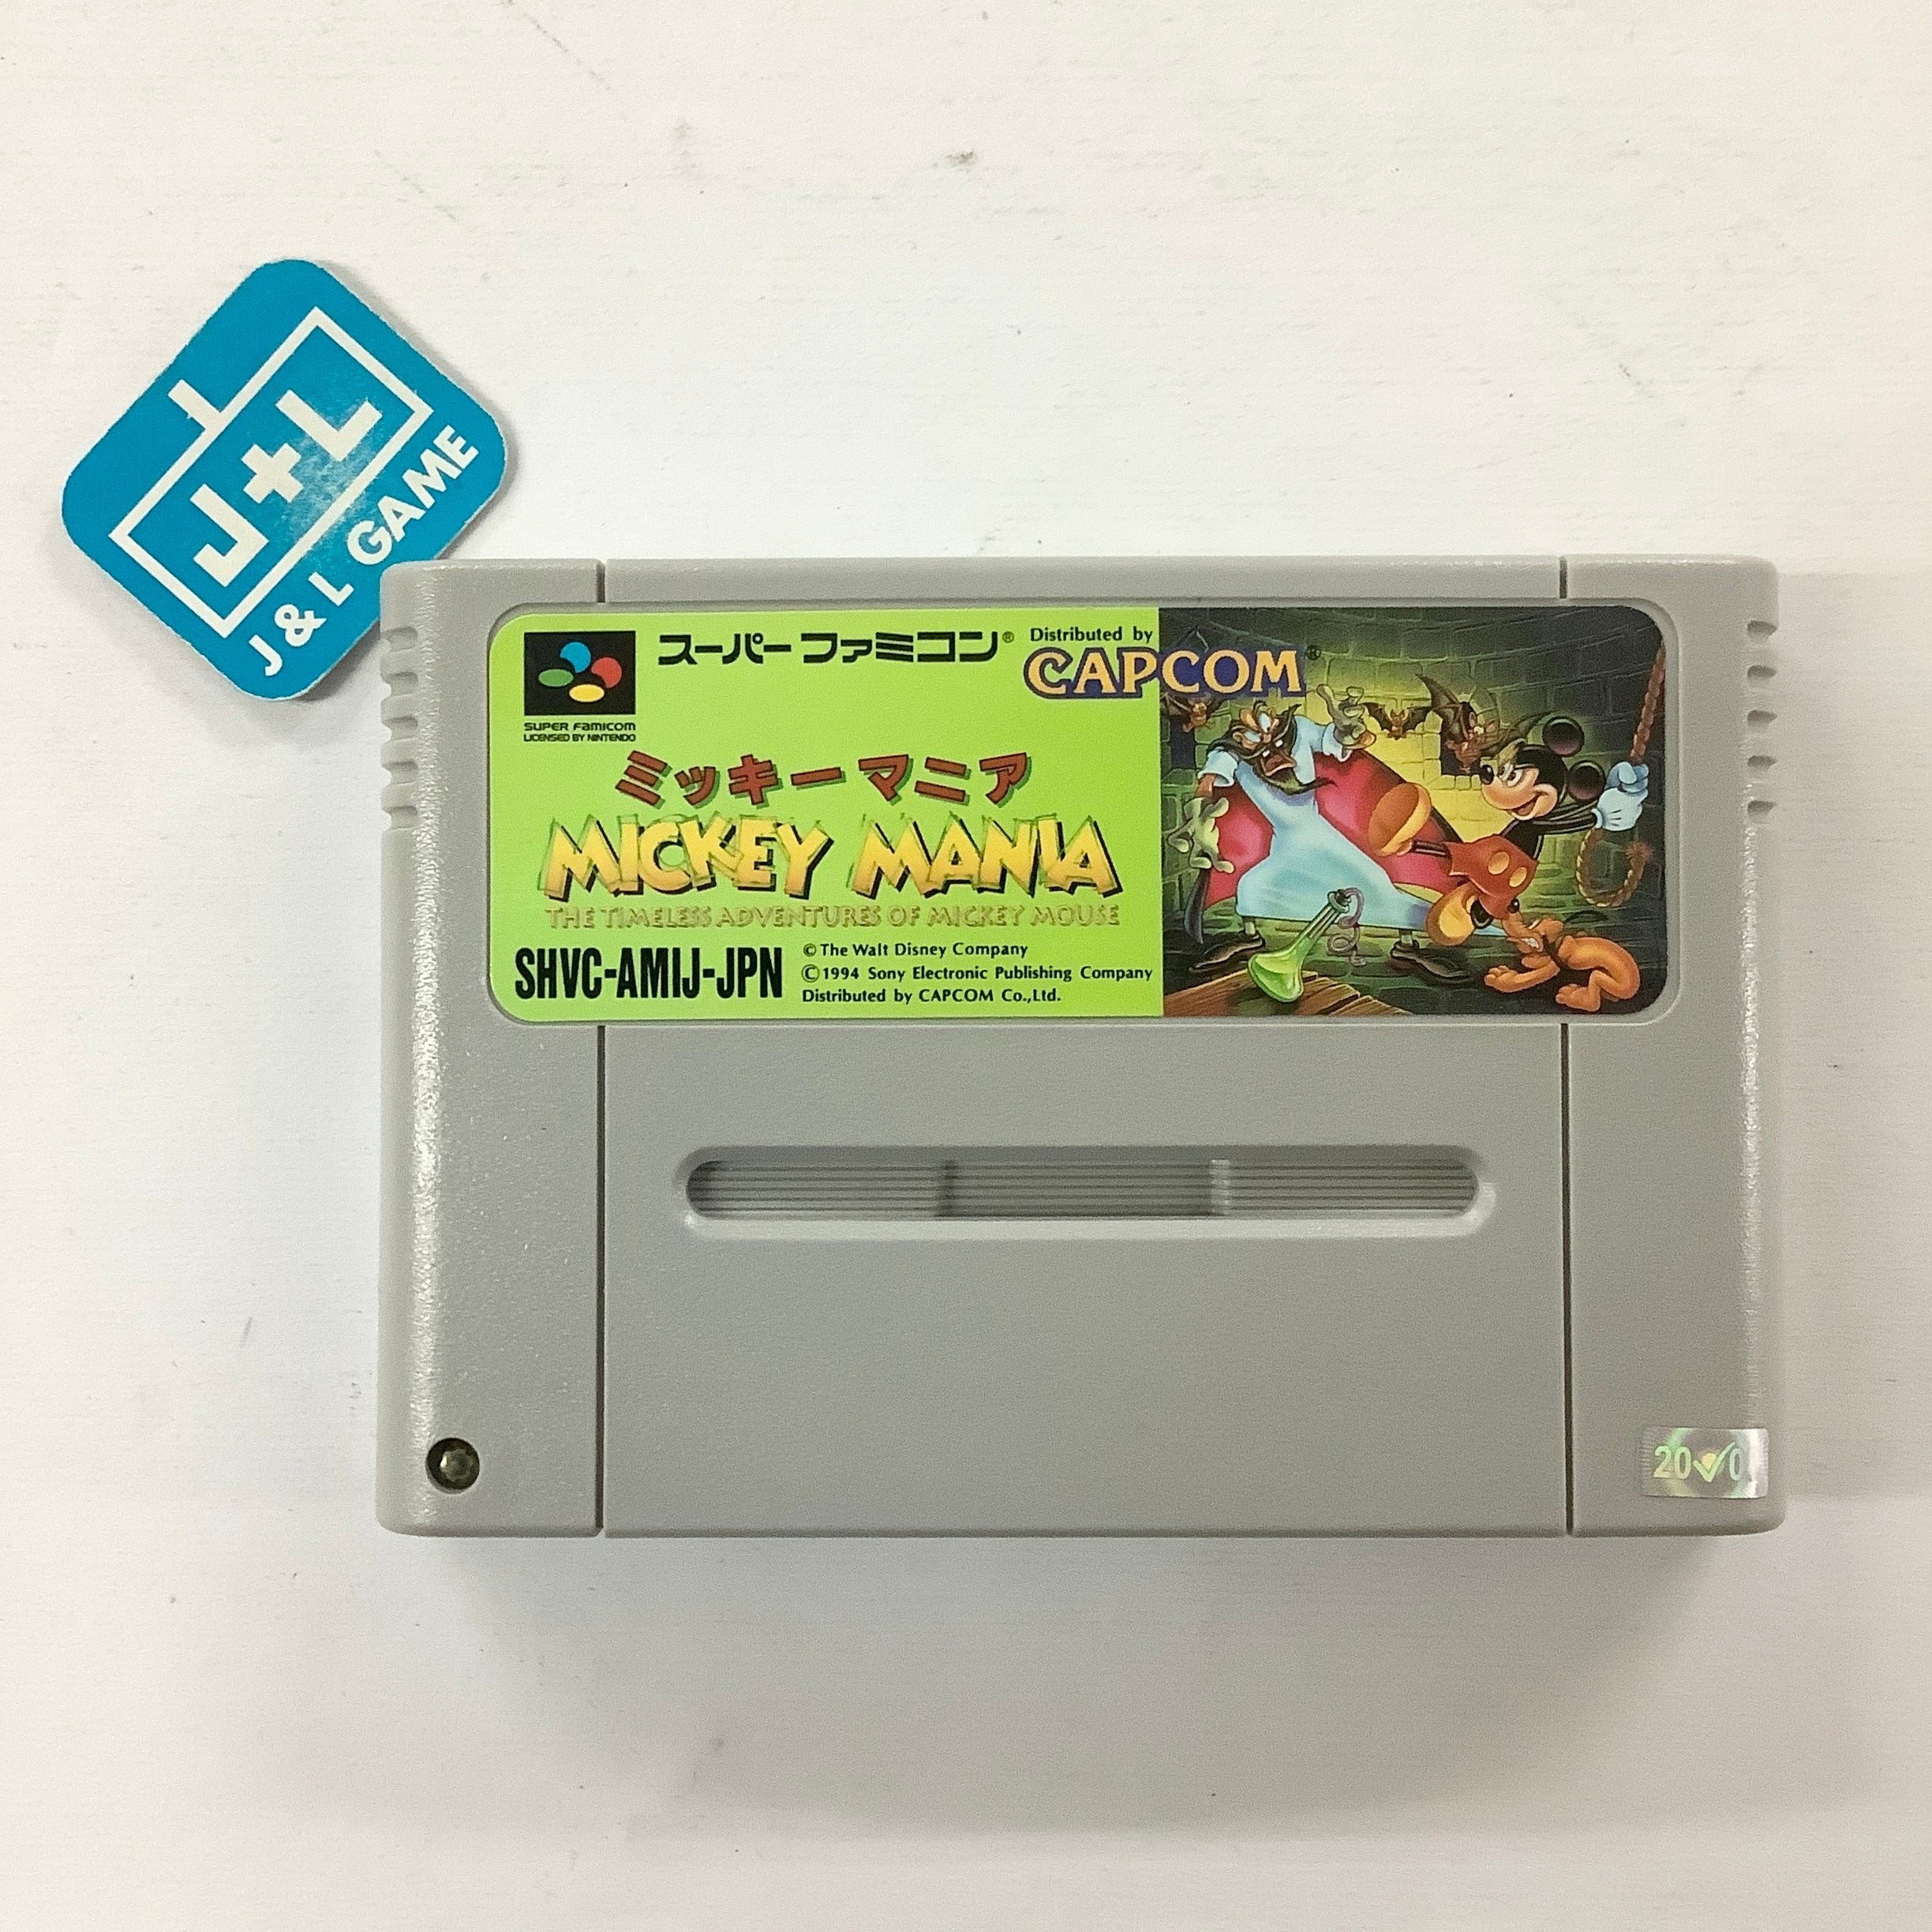 J+L
J & L GAME
スーパーファミコン®
Distributed by
CAPCOM®
SUPER FAMICOM
LICENSED BY NINTENDO
ミッキーマニア
MICKEY MANIA
THE TIMELESS ADVENTURES OF MICKEY MOUSE
SHVC-AMIJ-JPN
© The Walt Disney Company
© 1994 Sony Electronic Publishing Company
Distributed by CAPCOM Co.,Ltd.